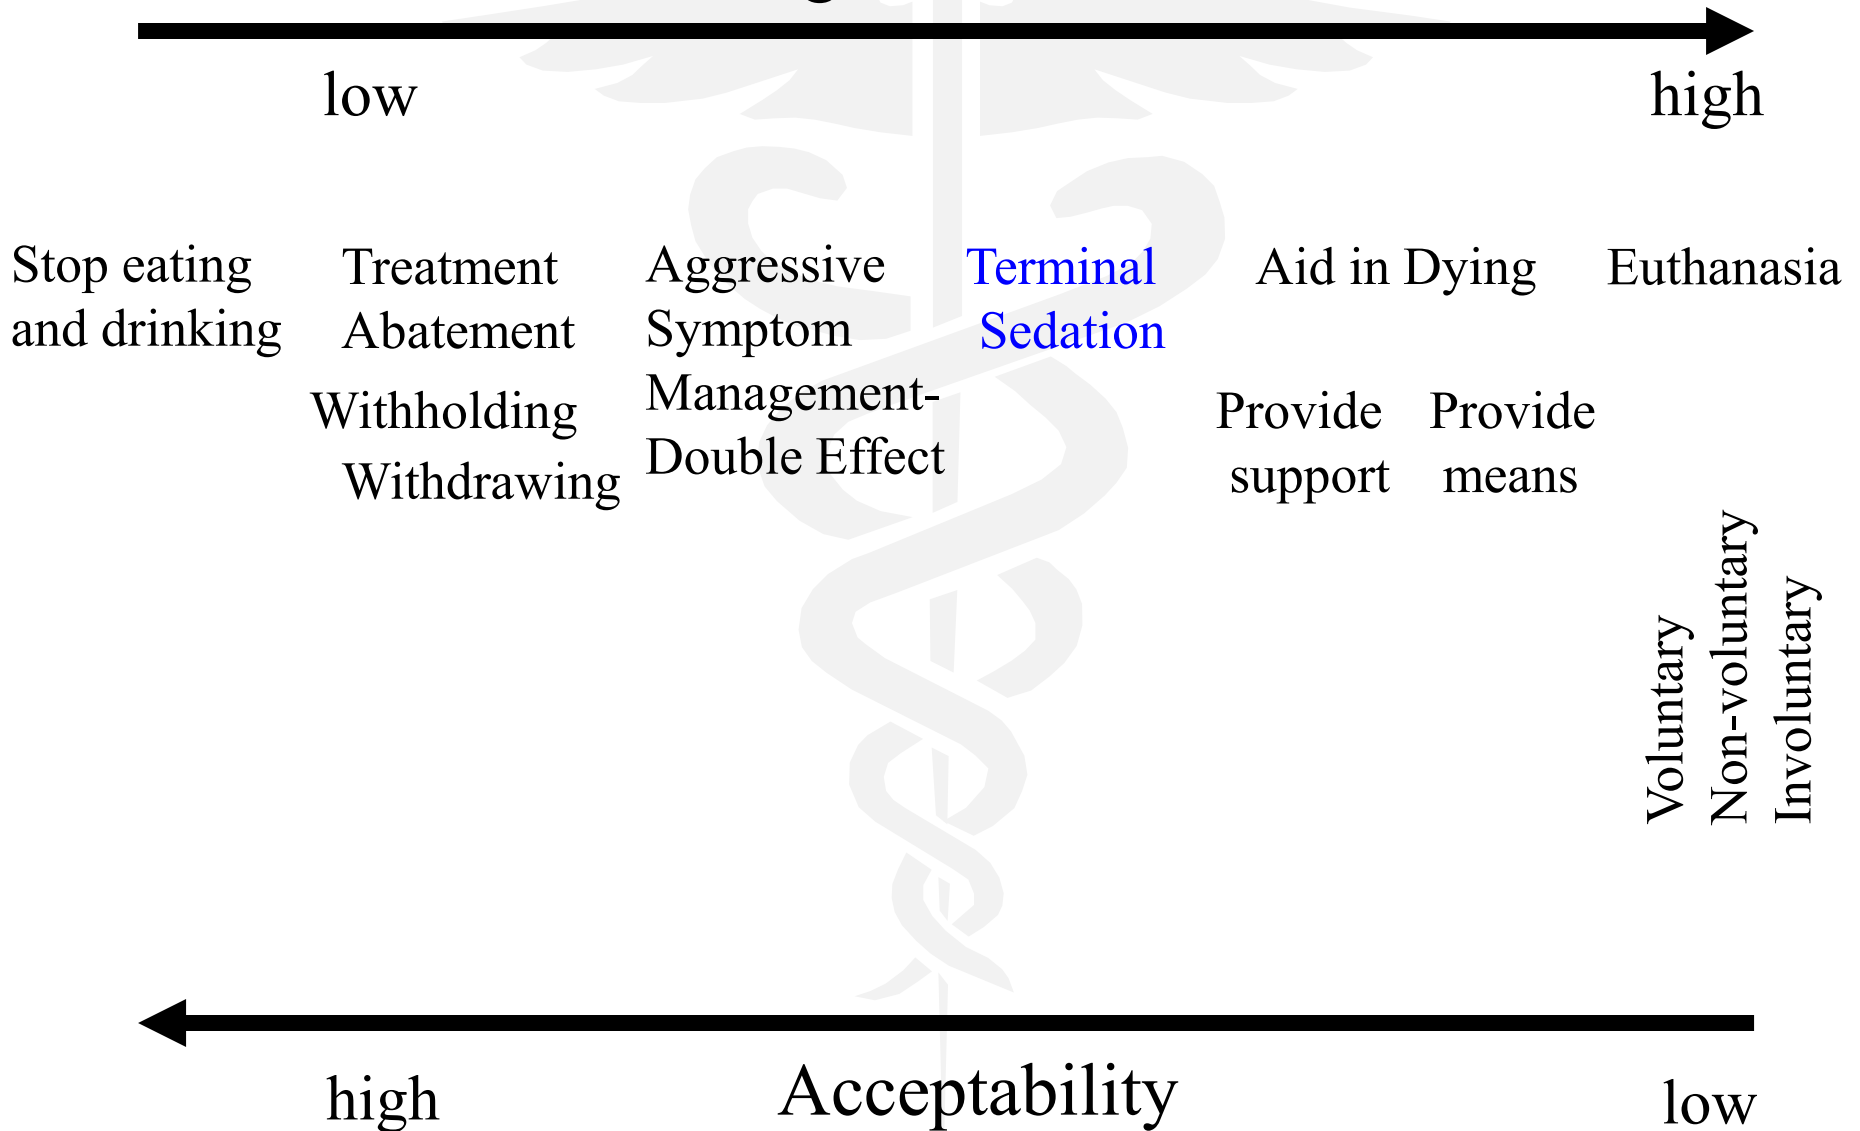 low
high
Stop eating
and drinking
Treatment
Abatement
Withholding
Withdrawing
Aggressive
Symptom
Management-
Double Effect
Terminal
Sedation
Aid in Dying
Provide
support
Provide
means
Euthanasia
Voluntary
Non-voluntary
Involuntary
high
Acceptability
low